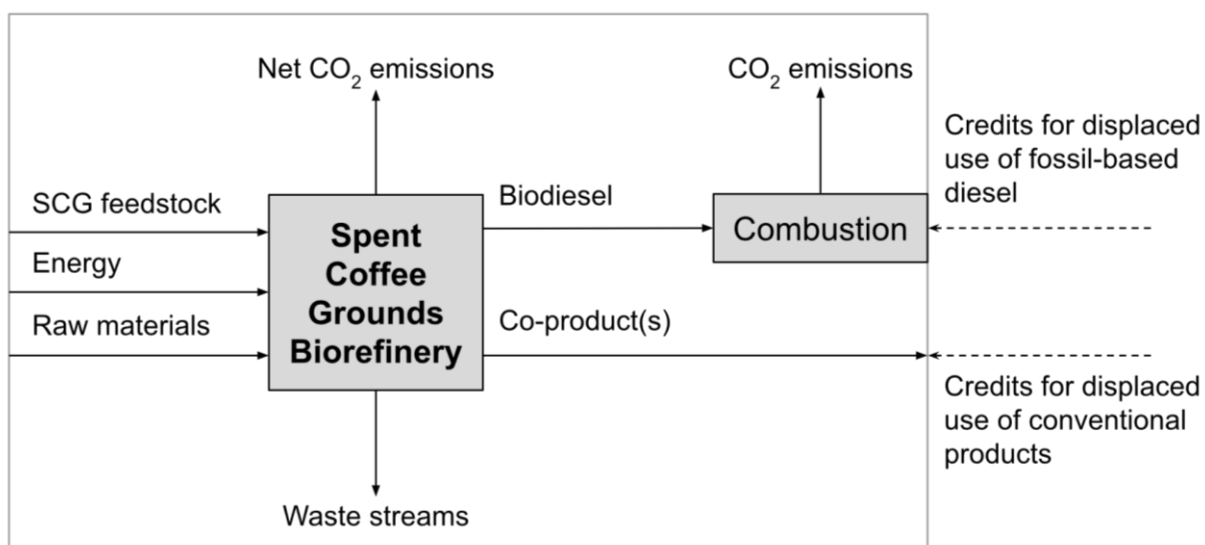 Net CO2 emissions
CO2 emissions
Credits for displaced
use of fossil-based
diesel
SCG feedstock
Energy
Raw materials
Spent
Coffee
Grounds
Biorefinery
Biodiesel
Combustion
Co-product(s)
Credits for displaced
use of conventional
products
Waste streams